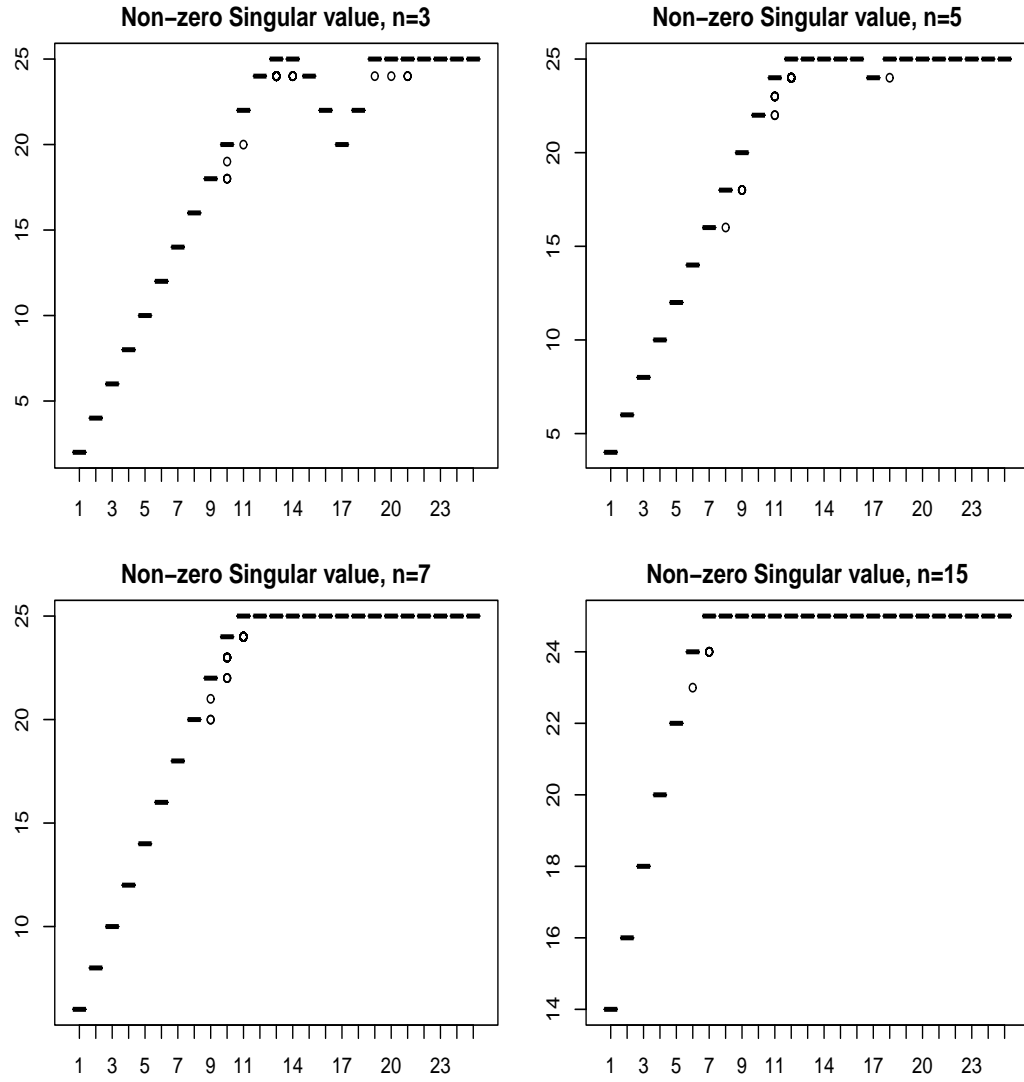 Non−zero Singular value, n=3
25
20
15
10
5
1 3 5 7 9 11 14 17 20 23
Non−zero Singular value, n=5
25
20
15
10
5
1 3 5 7 9 11 14 17 20 23
Non−zero Singular value, n=7
25
20
15
10
1 3 5 7 9 11 14 17 20 23
Non−zero Singular value, n=15
24
22
20
18
16
14
1 3 5 7 9 11 14 17 20 23